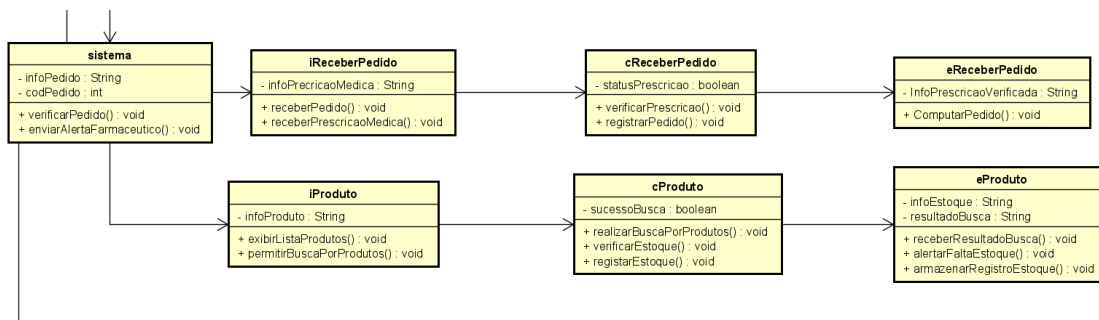 sistema
- infoPedido : String
- codPedido : int
+ verificarPedido() : void
+ enviarAlertaFarmaceutico() : void
iReceberPedido
- infoPrecricaoMedica : String
+ receberPedido() : void
+ receberPrescricaoMedica() : void
cReceberPedido
- statusPrescricao : boolean
+ verificarPrescricao() : void
+ registrarPedido() : void
eReceberPedido
- InfoPrescricaoVerificada : String
+ ComputarPedido() : void
iProduto
- infoProduto : String
+ exibirListaProdutos() : void
+ permitirBuscaPorProdutos() : void
cProduto
- sucessoBusca : boolean
+ realizarBuscaPorProdutos() : void
+ verificarEstoque() : void
+ registarEstoque() : void
eProduto
- infoEstoque : String
- resultadoBusca : String
+ receberResultadoBusca() : void
+ alertarFaltaEstoque() : void
+ armazenarRegistroEstoque() : void